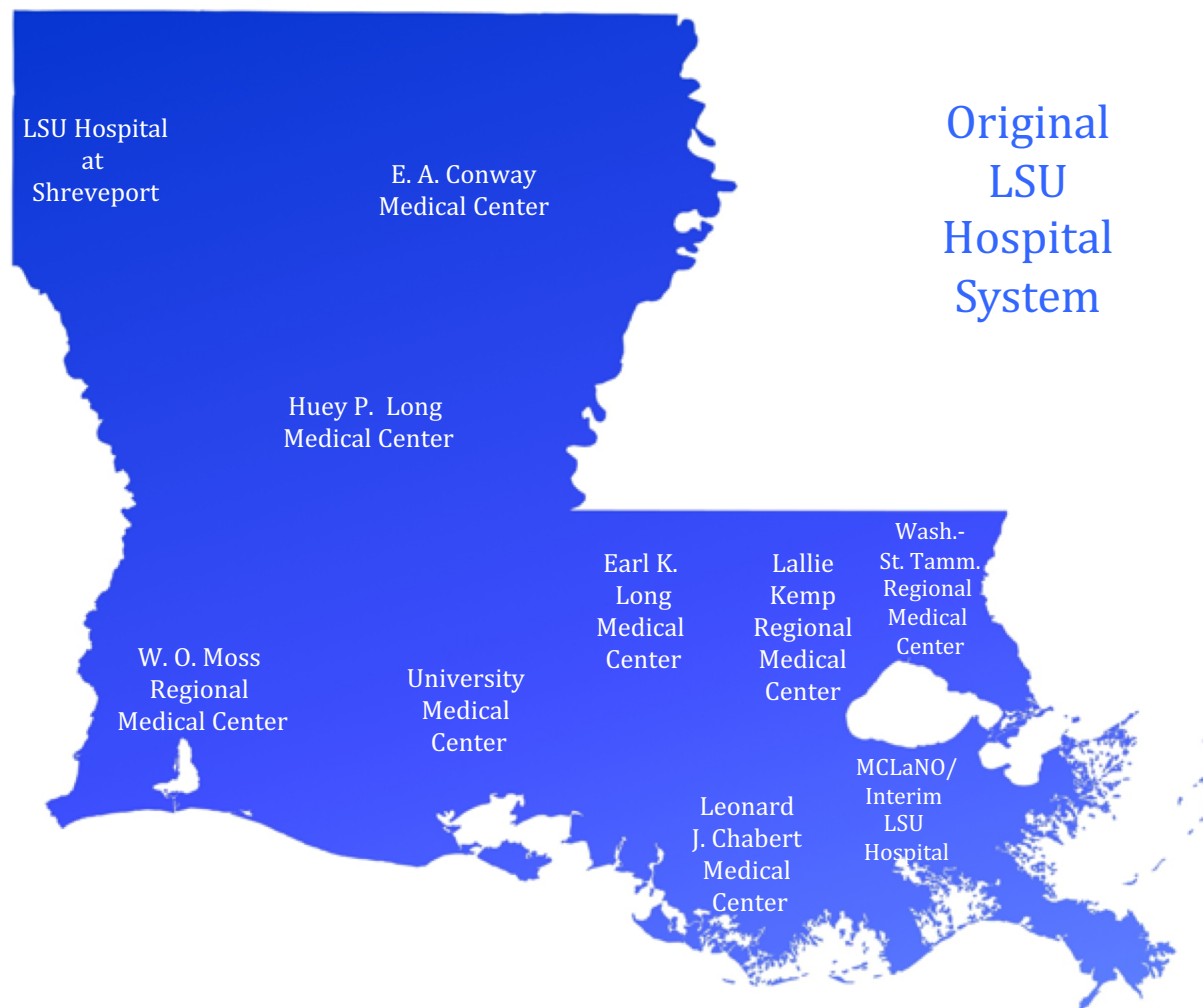 Original
LSU
Hospital
System
LSU Hospital
at
Shreveport
E. A. Conway
Medical Center
Huey P. Long
Medical Center
Wash.-
St. Tamm.
Regional
Medical
Center
Earl K.
Long
Medical
Center
Lallie
Kemp
Regional
Medical
Center
W. O. Moss
Regional
Medical Center
University
Medical
Center
MCLaNO/
Interim
LSU
Hospital
Leonard
J. Chabert
Medical
Center